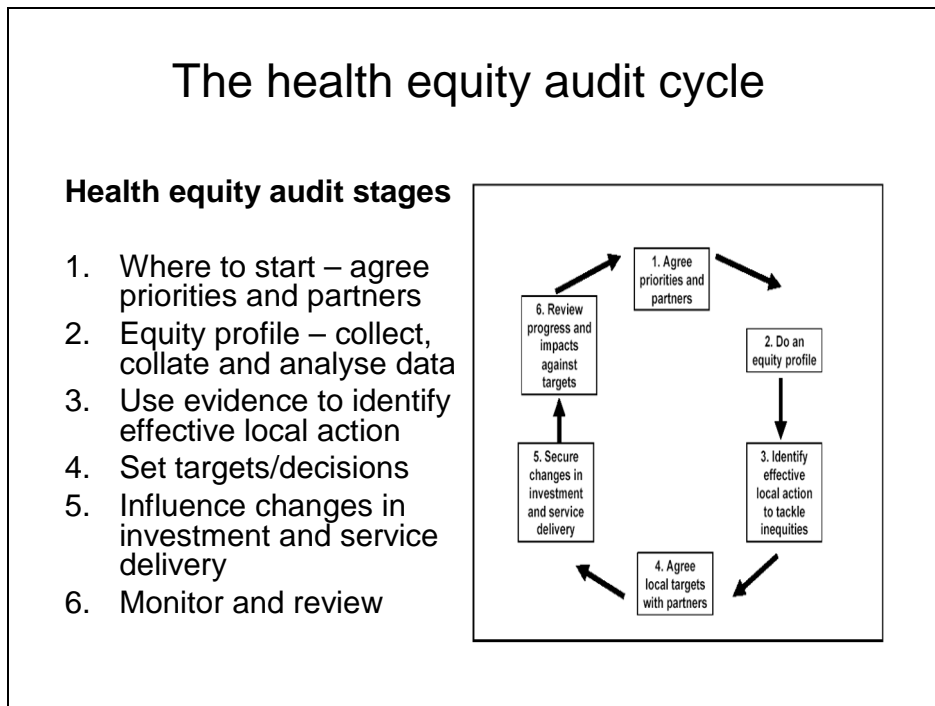 The health equity audit cycle
Health equity audit stages
1. Where to start – agree
priorities and partners
2. Equity profile – collect,
collate and analyse data
3. Use evidence to identify
effective local action
4. Set targets/decisions
5. Influence changes in
investment and service
delivery
6. Monitor and review
1. Agree
priorities and
partners
2. Do an
equity profile
3. Identify
effective
local action
to tackle
inequities
4. Agree
local targets
with partners
5. Secure
changes in
investment
and service
delivery
6. Review
progress and
impacts
against
targets